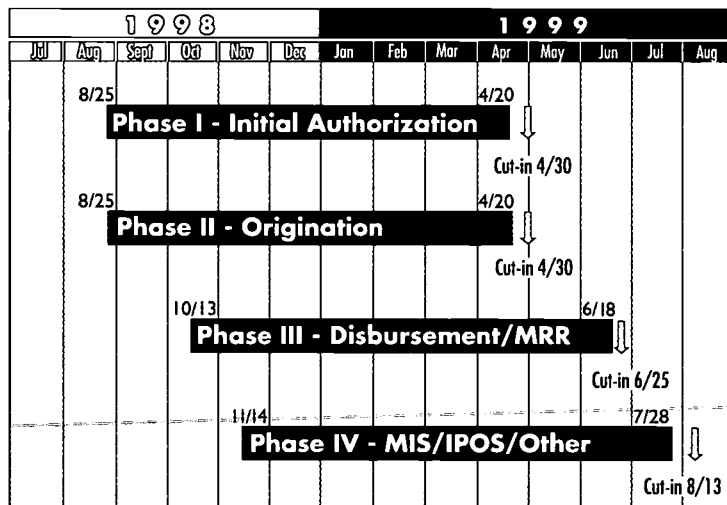 1998 1999
Jul Aug Sept Oct Nov Dec Jan Feb Mar Apr May Jun Jul Aug
8/25 4/20
Phase I - Initial Authorization
Cut-in 4/30
8/25 4/20
Phase II - Origination
Cut-in 4/30
10/13 6/18
Phase III - Disbursement/MRR
Cut-in 6/25
11/14 7/28
Phase IV - MIS/IPOS/Other
Cut-in 8/13